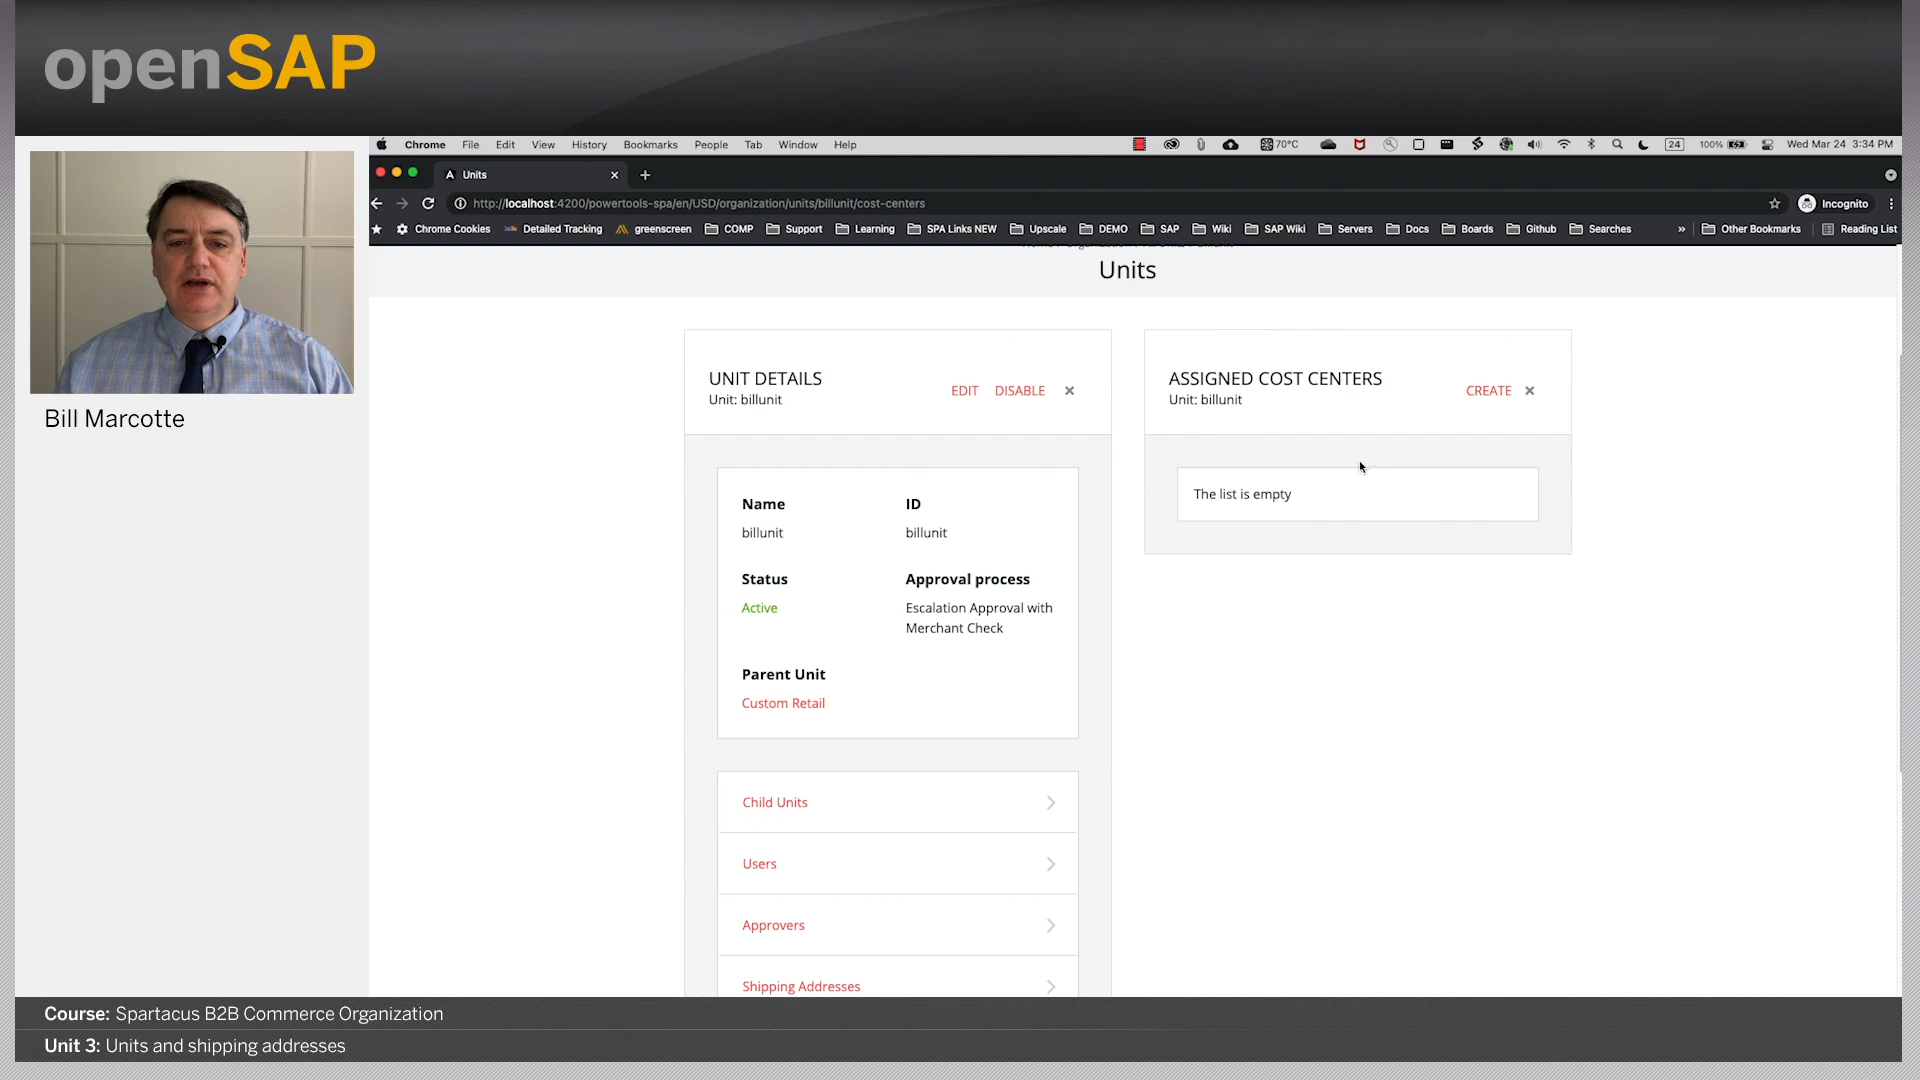 openSAP
Chrome File Edit View History Bookmarks People Tab Window Help
70°C 24 100% Wed Mar 24 3:34 PM
Units
http://localhost:4200/powertools-spa/en/USD/organization/units/billunit/cost-centers
Incognito
Chrome Cookies Detailed Tracking greenscreen COMP Support Learning SPA Links NEW Upscale DEMO SAP Wiki SAP Wiki Servers Docs Boards Github Searches » Other Bookmarks Reading List
Units
Bill Marcotte
UNIT DETAILS
Unit: billunit
EDIT DISABLE
Name ID
billunit billunit
Status Approval process
Active Escalation Approval with
Merchant Check
Parent Unit
Custom Retail
Child Units
Users
Approvers
Shipping Addresses
ASSIGNED COST CENTERS
Unit: billunit
CREATE
The list is empty
Course: Spartacus B2B Commerce Organization
Unit 3: Units and shipping addresses